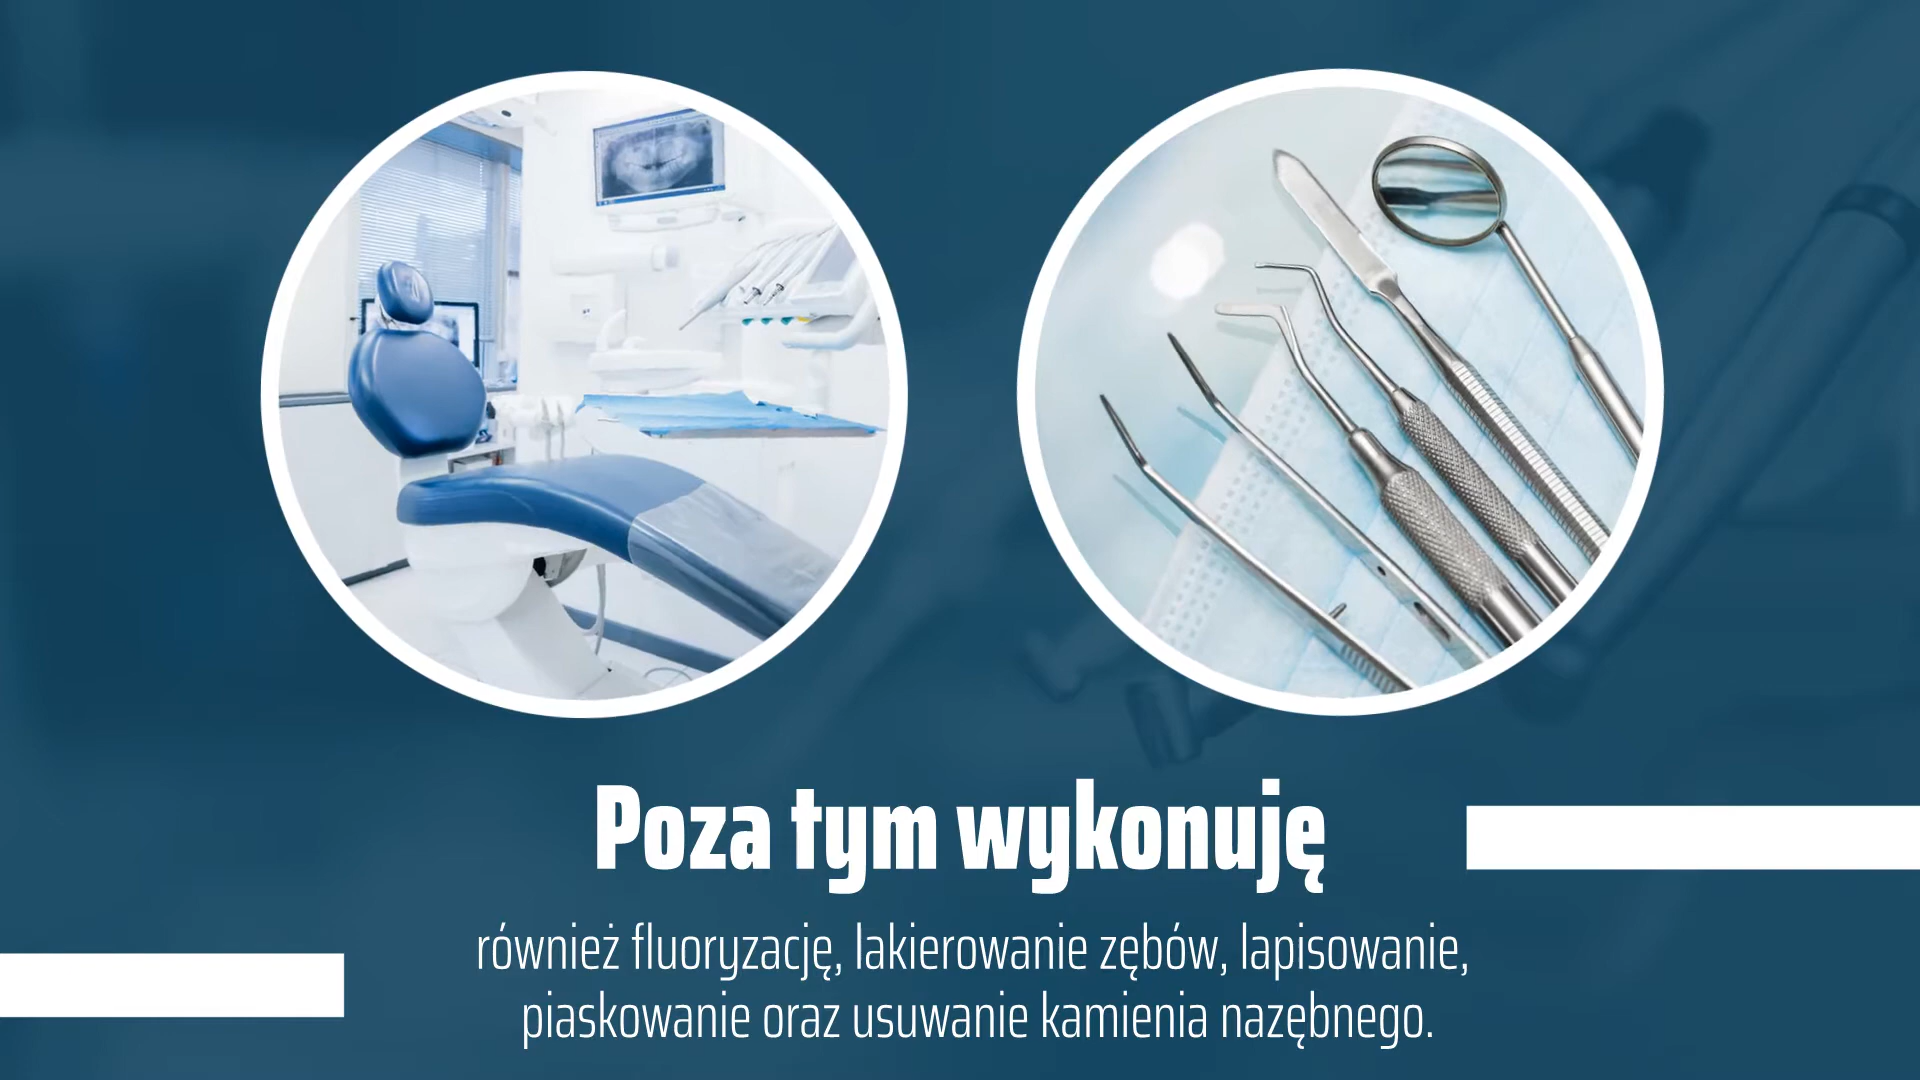 Poza tym wykonuję
również fluoryzację, lakierowanie zębów, lapisowanie,
piaskowanie oraz usuwanie kamienia nazębnego.